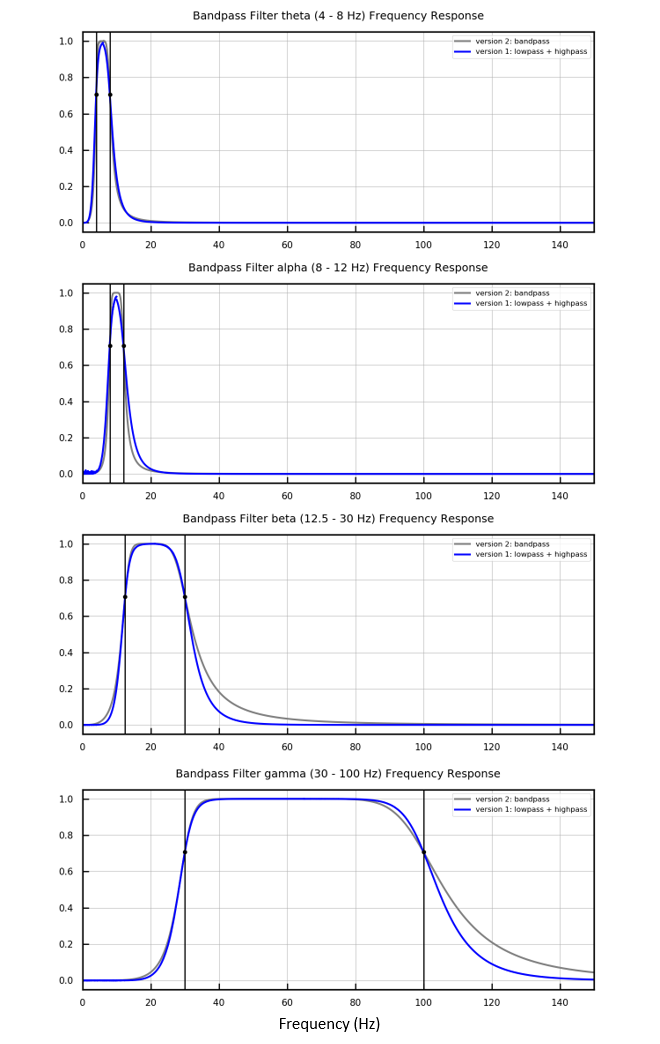 Bandpass Filter theta (4 - 8 Hz) Frequency Response
version 2: bandpass
version 1: lowpass + highpass
1.0
0.8
0.6
0.4
0.2
0.0
0 20 40 60 80 100 120 140
Bandpass Filter alpha (8 - 12 Hz) Frequency Response
version 2: bandpass
version 1: lowpass + highpass
1.0
0.8
0.6
0.4
0.2
0.0
0 20 40 60 80 100 120 140
Bandpass Filter beta (12.5 - 30 Hz) Frequency Response
version 2: bandpass
version 1: lowpass + highpass
1.0
0.8
0.6
0.4
0.2
0.0
0 20 40 60 80 100 120 140
Bandpass Filter gamma (30 - 100 Hz) Frequency Response
version 2: bandpass
version 1: lowpass + highpass
1.0
0.8
0.6
0.4
0.2
0.0
0 20 40 60 80 100 120 140
Frequency (Hz)